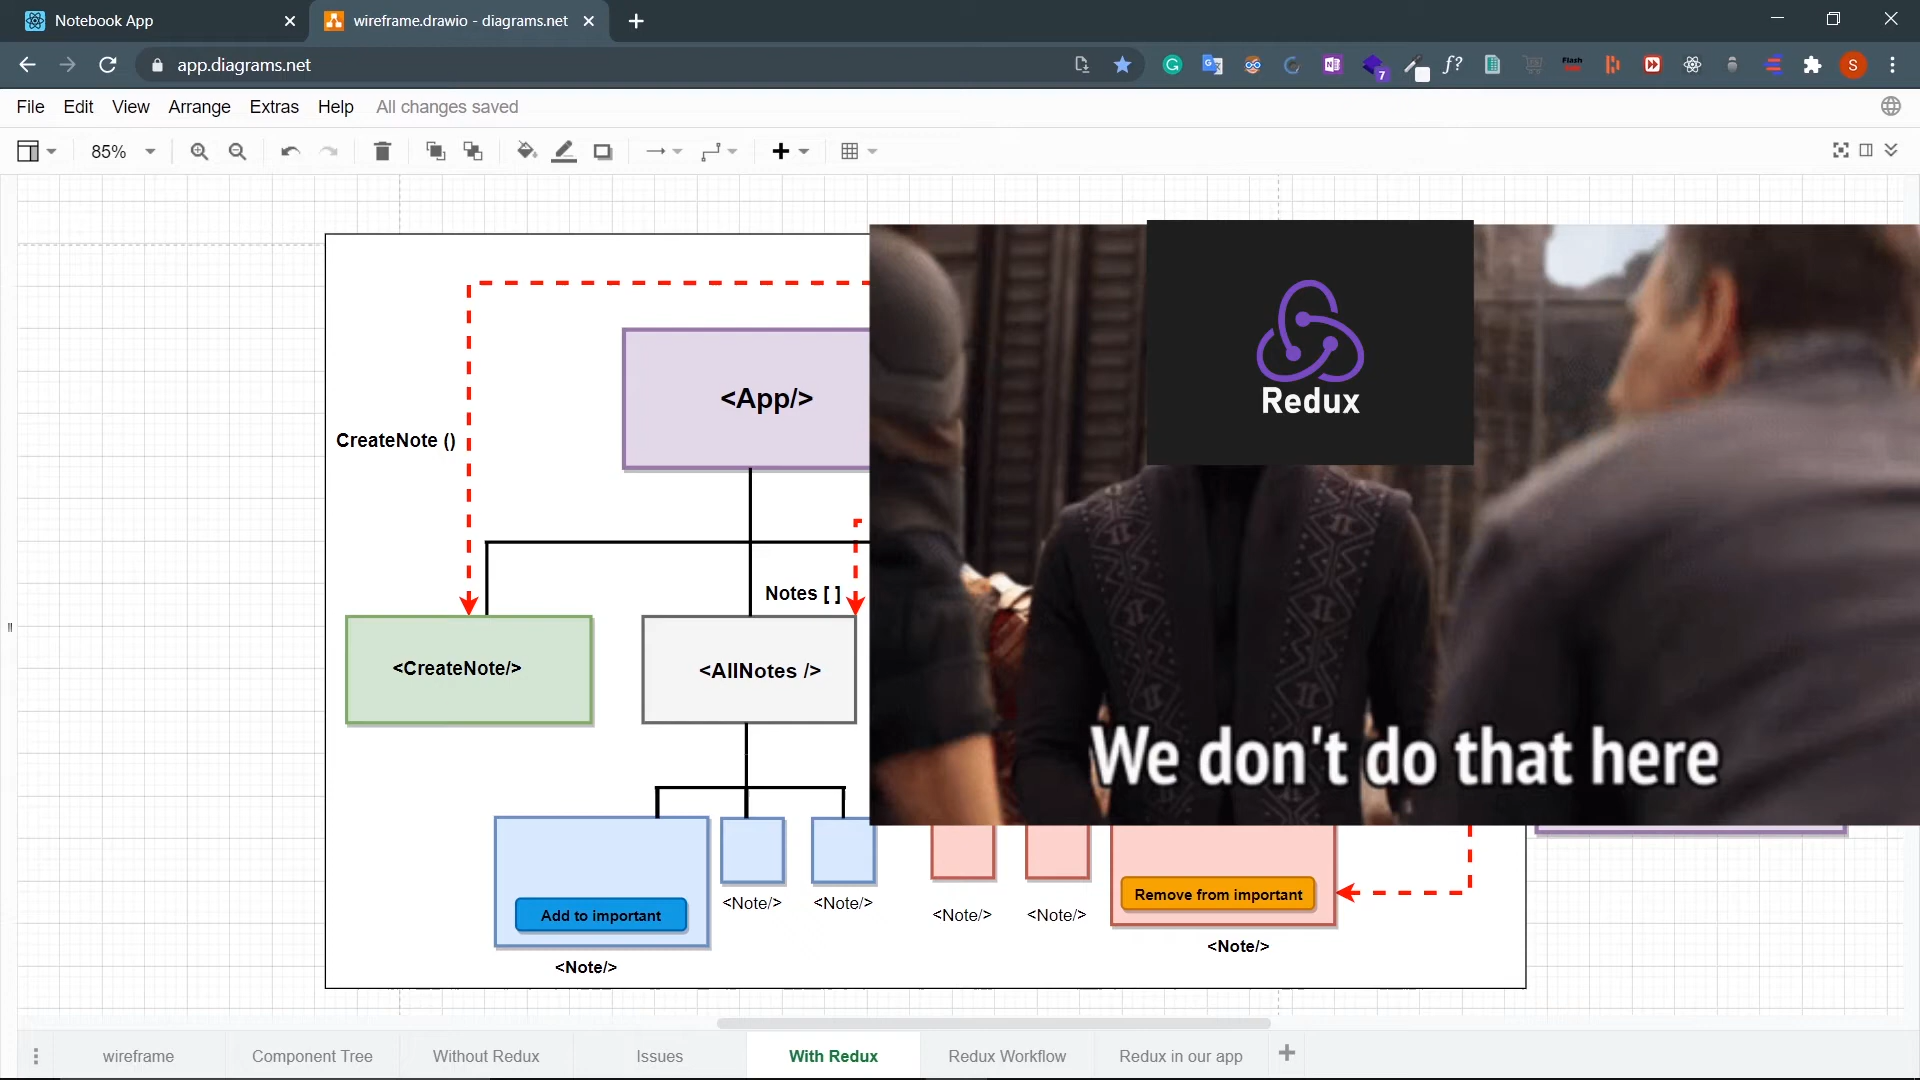 Notebook App
wireframe.drawio - diagrams.net
app.diagrams.net
7
f?
Flash
S
File Edit View Arrange Extras Help All changes saved
85%
Redux
<App/>
CreateNote ()
Notes [ ]
<CreateNote/>
<AllNotes />
We don't do that here
Add to important
<Note/>
<Note/>
<Note/>
<Note/>
<Note/>
Remove from important
<Note/>
wireframe
Component Tree
Without Redux
Issues
With Redux
Redux Workflow
Redux in our app